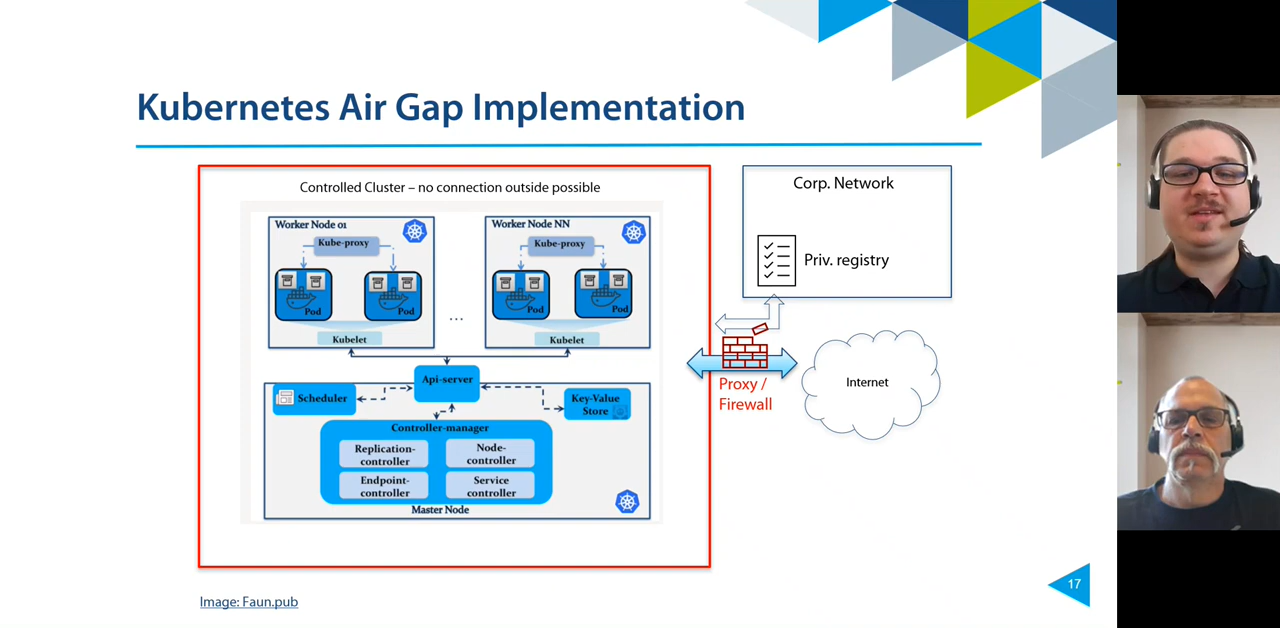 Kubernetes Air Gap Implementation
Controlled Cluster – no connection outside possible
Worker Node 01
Kube-proxy
Pod
Pod
Kubelet
...
Worker Node NN
Kube-proxy
Pod
Pod
Kubelet
Api-server
Scheduler
Key-Value
Store
Controller-manager
Replication-
controller
Node-
controller
Endpoint-
controller
Service
controller
Master Node
Corp. Network
Priv. registry
Proxy /
Firewall
Internet
Image: Faun.pub
17